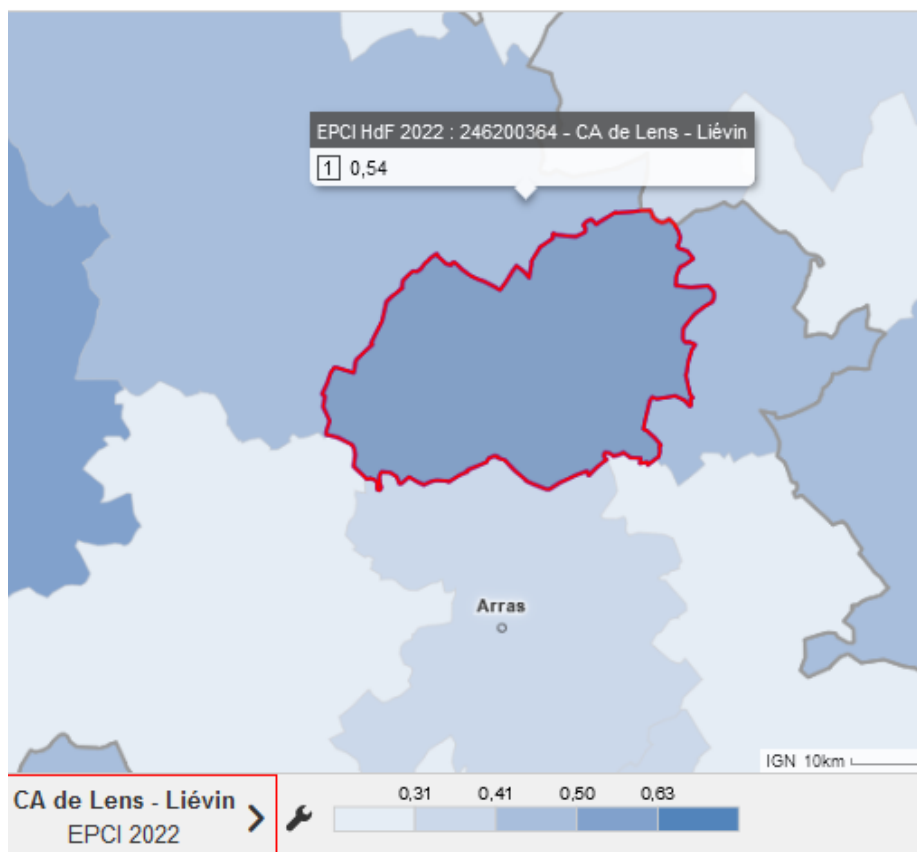 EPCI HdF 2022 : 246200364 - CA de Lens - Liévin
1 0,54
Arras
IGN 10km
CA de Lens - Liévin
EPCI 2022
0,31 0,41 0,50 0,63